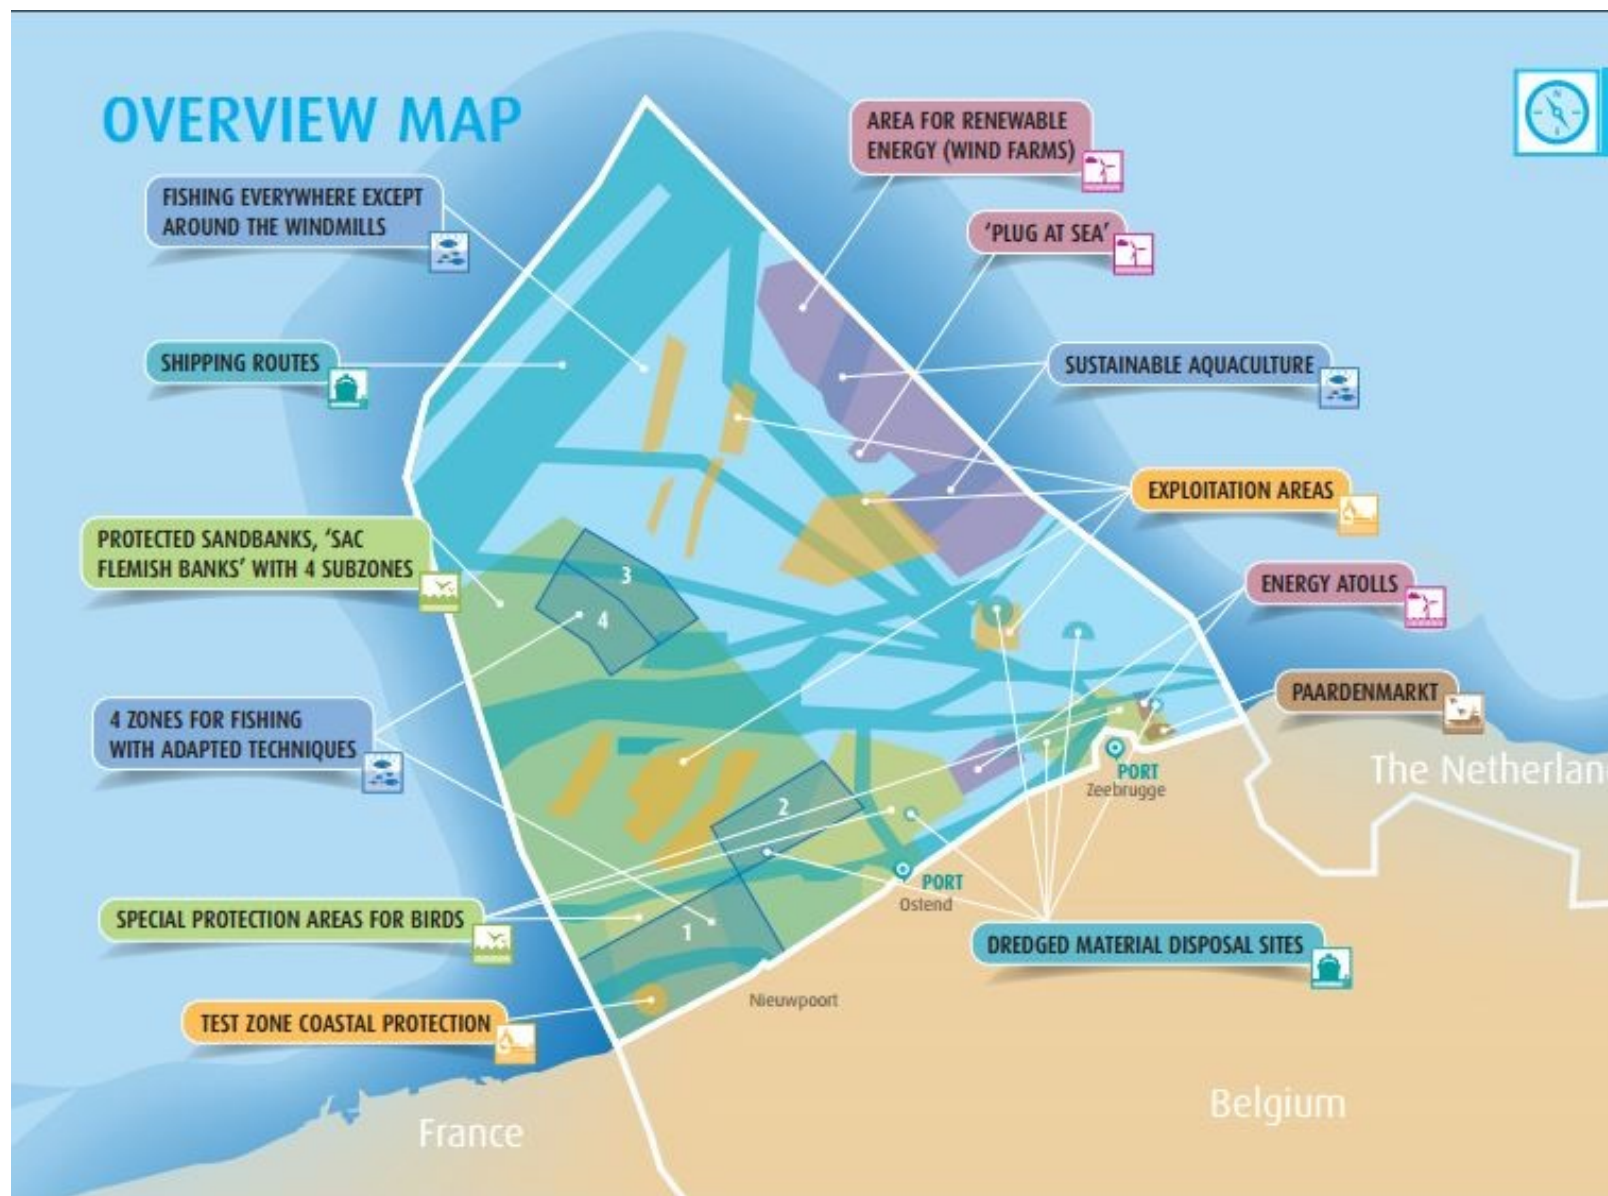 OVERVIEW MAP
AREA FOR RENEWABLE
ENERGY (WIND FARMS)
N
FISHING EVERYWHERE EXCEPT
AROUND THE WINDMILLS
'PLUG AT SEA'
SHIPPING ROUTES
SUSTAINABLE AQUACULTURE
EXPLOITATION AREAS
PROTECTED SANDBANKS, 'SAC
FLEMISH BANKS' WITH 4 SUBZONES
3
4
ENERGY ATOLLS
PAARDENMARKT
4 ZONES FOR FISHING
WITH ADAPTED TECHNIQUES
The Netherlan
PORT
Zeebrugge
2
PORT
Ostend
SPECIAL PROTECTION AREAS FOR BIRDS
1
DREDGED MATERIAL DISPOSAL SITES
Nieuwpoort
TEST ZONE COASTAL PROTECTION
Belgium
France